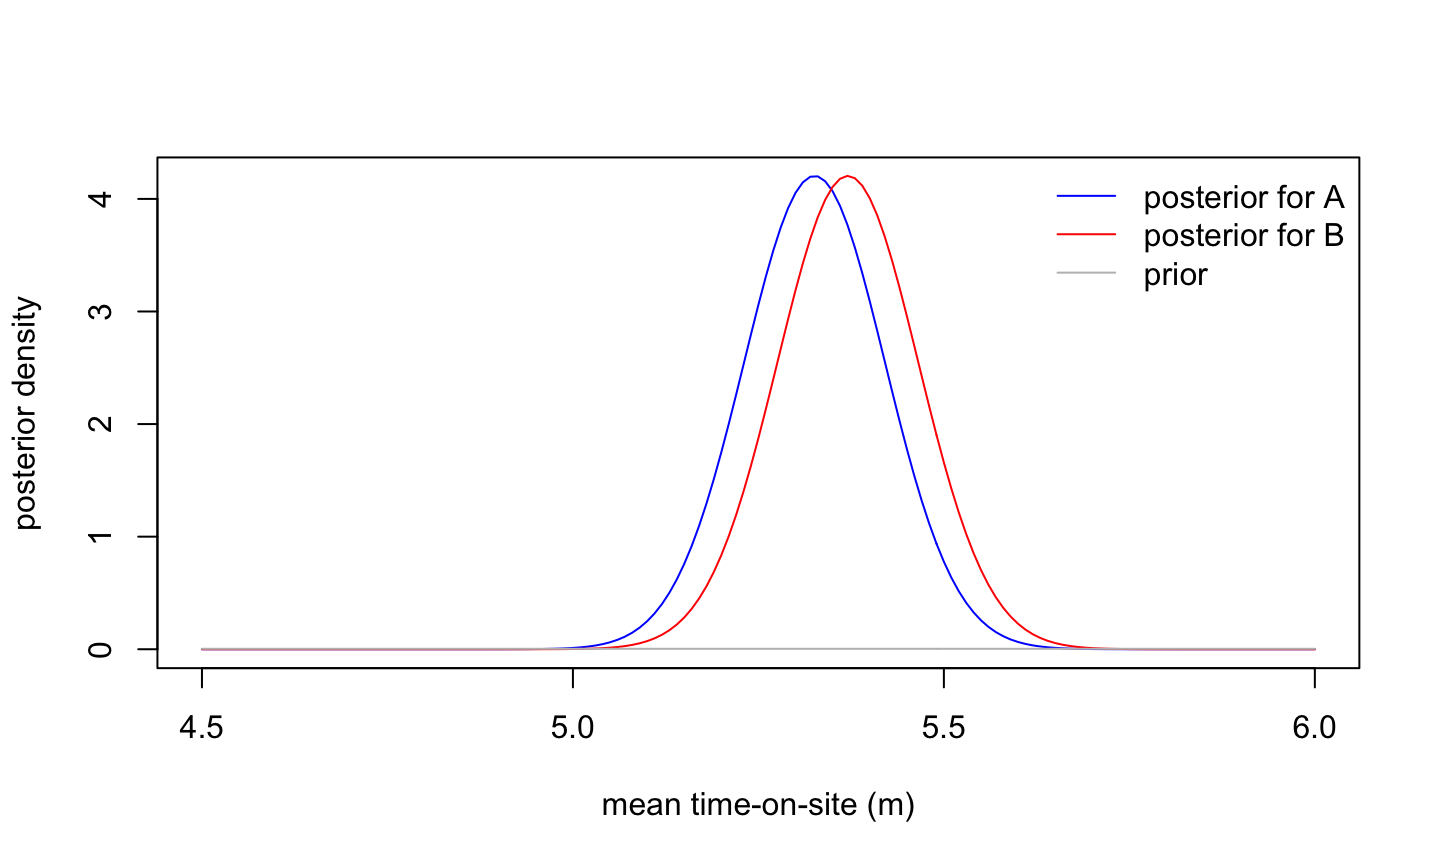 posterior density
4
3
2
1
0
posterior for A
posterior for B
prior
4.5 5.0 5.5 6.0
mean time-on-site (m)